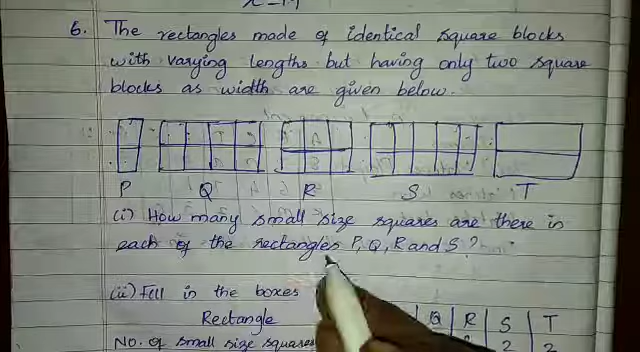 6. The rectangles made of identical square blocks
with varying lengths but having only two square
blocks as width are given below.
P Q R S T
(i) How many small size squares are there in
each of the rectangles P, Q, R and S?
(ii) Fill in the boxes
Rectangle Q R S T
No. of small size squares ? ?